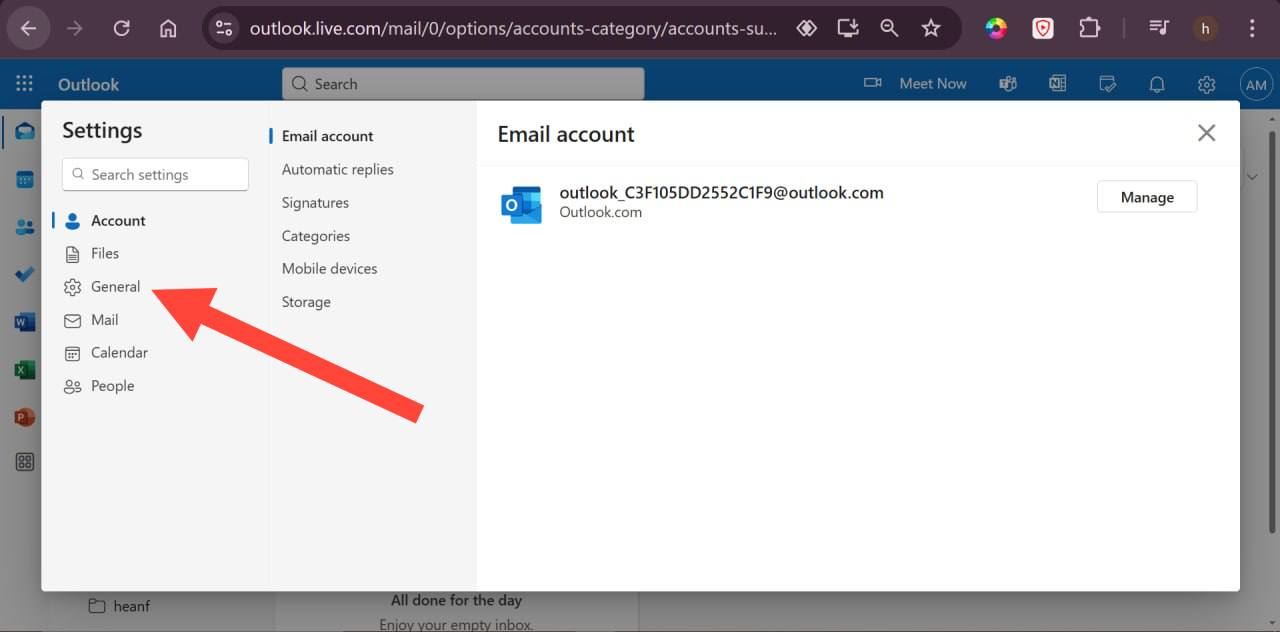 outlook.live.com/mail/0/options/accounts-category/accounts-su...
h
Outlook
Search
Meet Now
AM
Settings
Search settings
Account
Files
General
Mail
Calendar
People
Email account
Automatic replies
Signatures
Categories
Mobile devices
Storage
Email account
outlook_C3F105DD2552C1F9@outlook.com
Outlook.com
Manage
heanf
All done for the day
Enjoy your empty inbox.